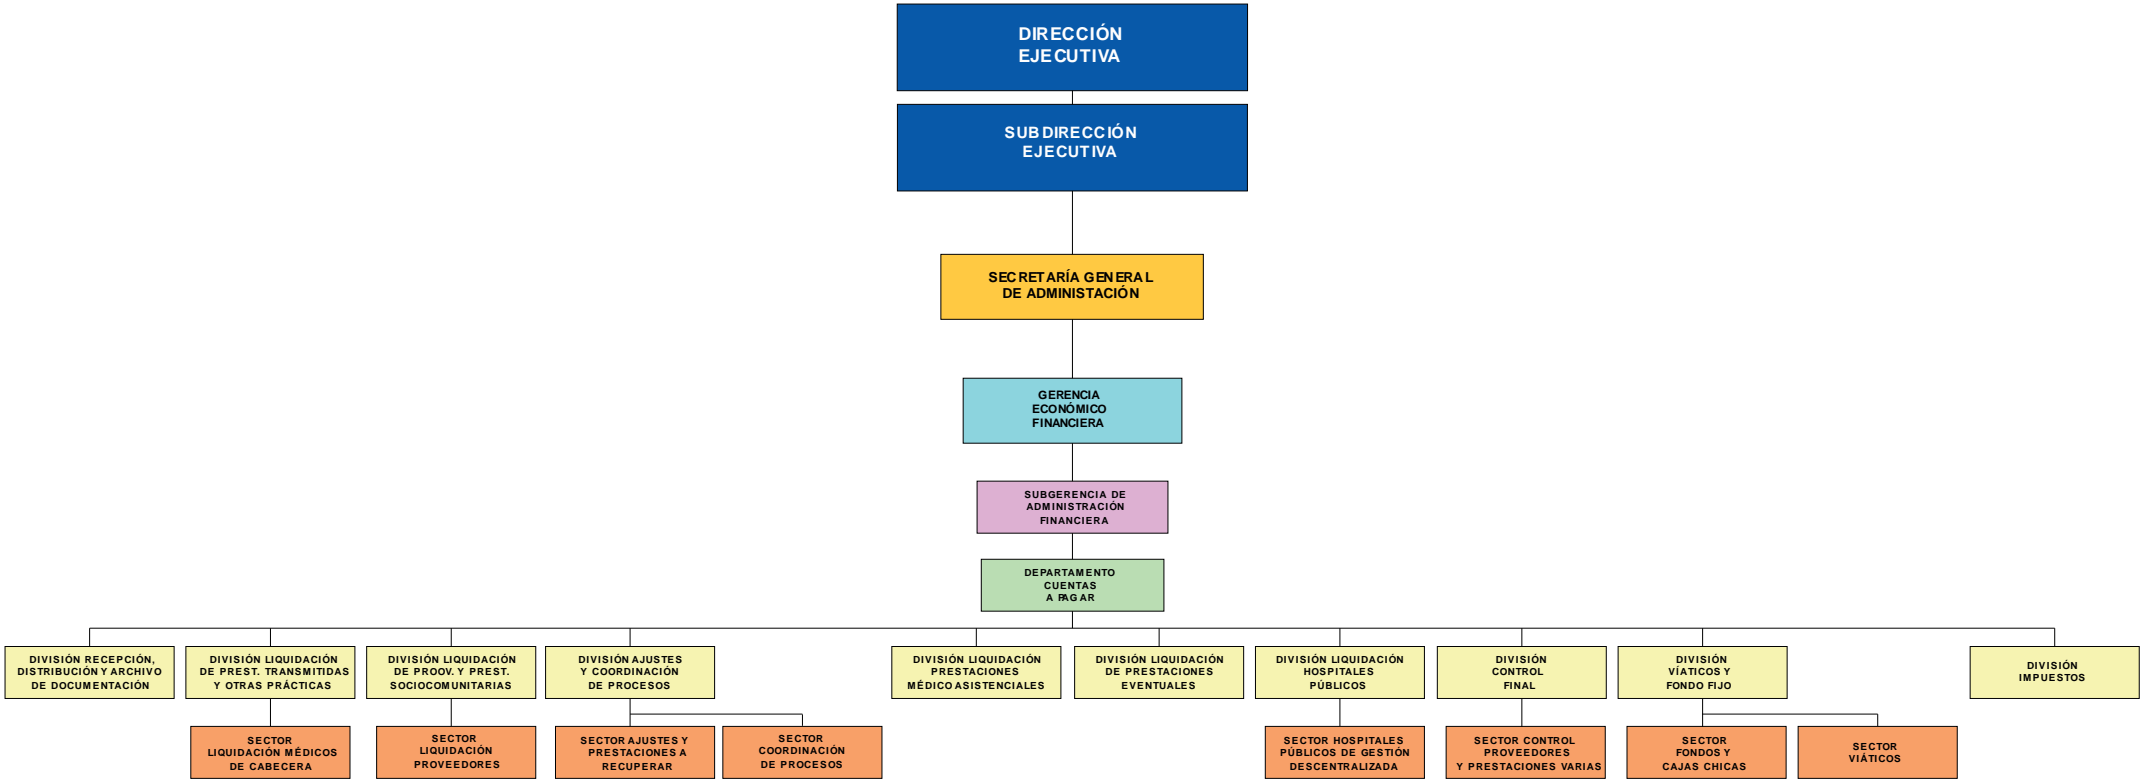 DIRECCIÓN
EJECUTIVA
SUBDIRECCIÓN
EJECUTIVA
SECRETARÍA GENERAL
DE ADMINISTACIÓN
GERENCIA
ECONÓMICO
FINANCIERA
SUBGERENCIA DE
ADMINISTRACIÓN
FINANCIERA
DEPARTAMENTO
CUENTAS
A PAGAR
DIVISIÓN RECEPCIÓN,
DISTRIBUCIÓN Y ARCHIVO
DE DOCUMENTACIÓN
DIVISIÓN LIQUIDACIÓN
DE PREST. TRANSMITIDAS
Y OTRAS PRÁCTICAS
DIVISIÓN LIQUIDACIÓN
DE PROOV. Y PREST.
SOCIOCOMUNITARIAS
DIVISIÓN AJUSTES
Y COORDINACIÓN
DE PROCESOS
DIVISIÓN LIQUIDACIÓN
PRESTACIONES
MÉDICO ASISTENCIALES
DIVISIÓN LIQUIDACIÓN
DE PRESTACIONES
EVENTUALES
DIVISIÓN LIQUIDACIÓN
HOSPITALES
PÚBLICOS
DIVISIÓN
CONTROL
FINAL
DIVISIÓN
VÍATICOS Y
FONDO FIJO
DIVISIÓN
IMPUESTOS
SECTOR
LIQUIDACIÓN MÉDICOS
DE CABECERA
SECTOR
LIQUIDACIÓN
PROVEEDORES
SECTOR AJUSTES Y
PRESTACIONES A
RECUPERAR
SECTOR
COORDINACIÓN
DE PROCESOS
SECTOR HOSPITALES
PÚBLICOS DE GESTIÓN
DESCENTRALIZADA
SECTOR CONTROL
PROVEEDORES
Y PRESTACIONES VARIAS
SECTOR
FONDOS Y
CAJAS CHICAS
SECTOR
VIÁTICOS